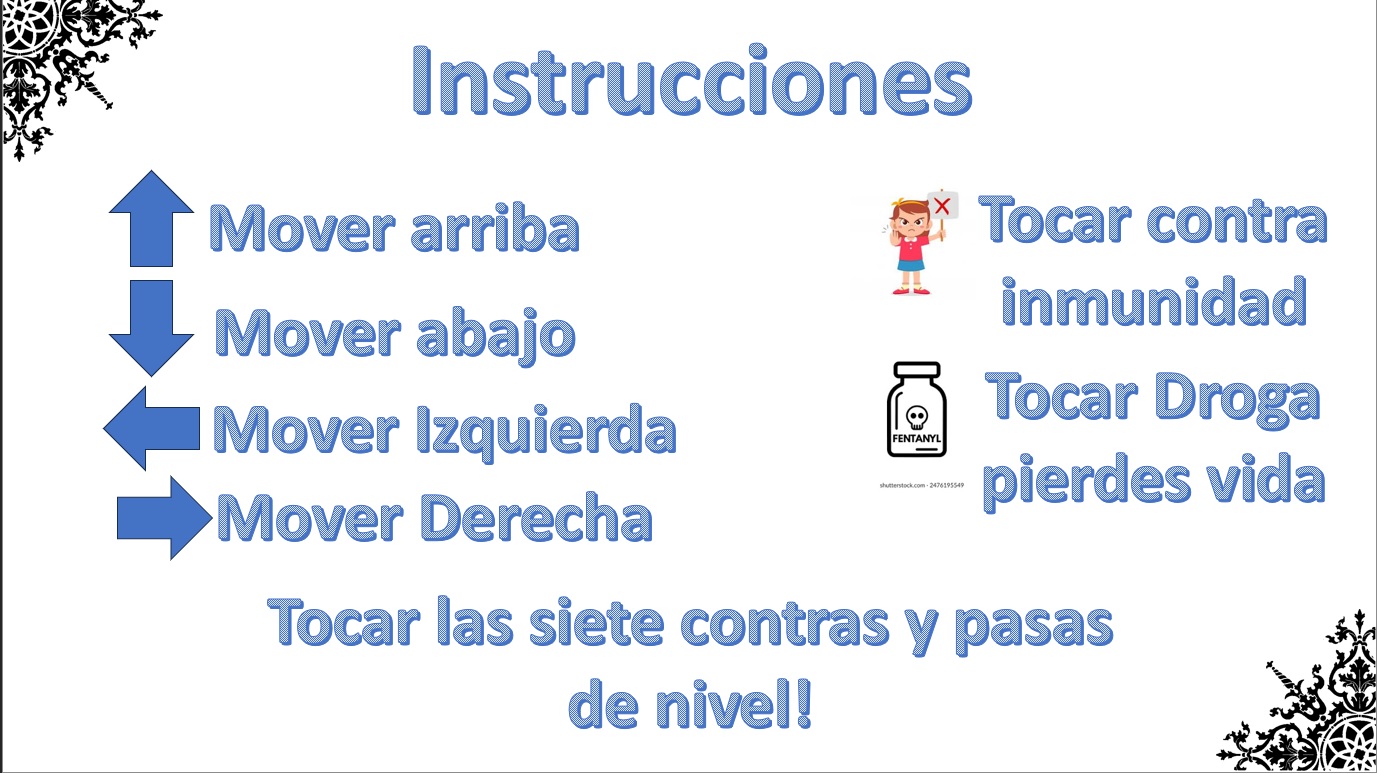 Instrucciones
Mover arriba
Mover abajo
Mover Izquierda
Mover Derecha
Tocar contra
inmunidad
FENTANYL
shutterstock.com · 2476195549
Tocar Droga
pierdes vida
Tocar las siete contras y pasas
de nivel!